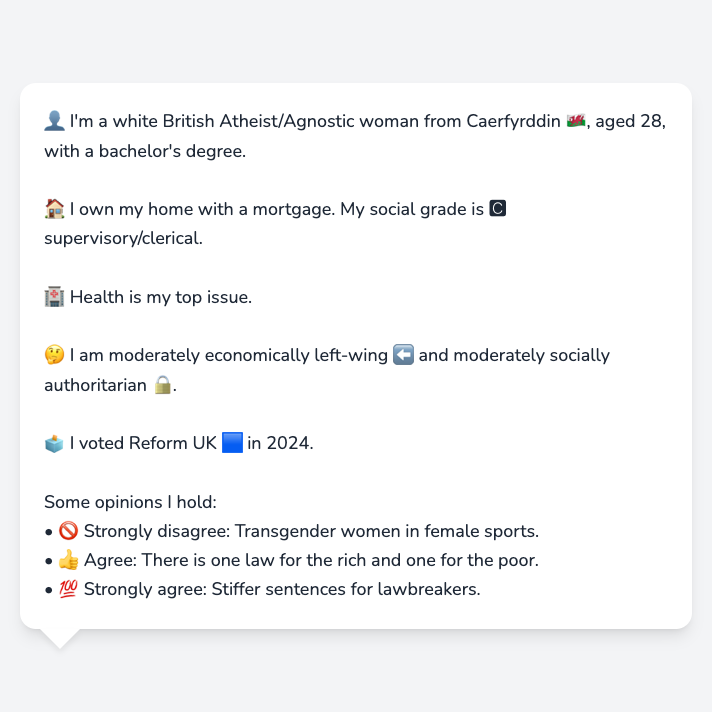 👤 I'm a white British Atheist/Agnostic woman from Caerfyrddin 🏴󠁧󠁢󠁷󠁬󠁳󠁿, aged 28,
with a bachelor's degree.
🏠 I own my home with a mortgage. My social grade is 🅲
supervisory/clerical.
🏥 Health is my top issue.
🤔 I am moderately economically left-wing ⬅️ and moderately socially
authoritarian 🔒.
🗳️ I voted Reform UK 🟦 in 2024.
Some opinions I hold:
• 🚫 Strongly disagree: Transgender women in female sports.
• 👍 Agree: There is one law for the rich and one for the poor.
• 💯 Strongly agree: Stiffer sentences for lawbreakers.